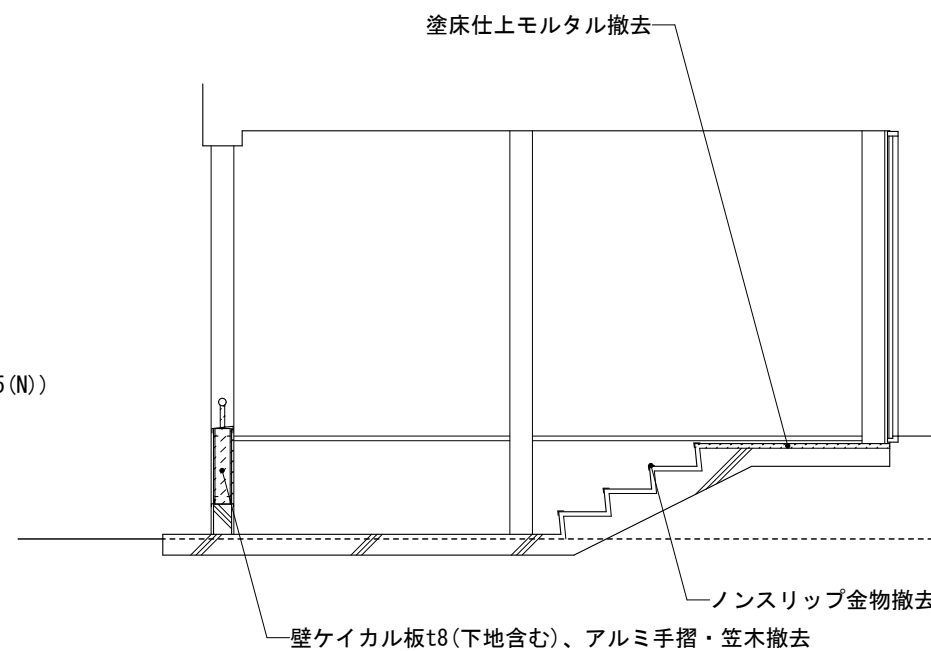 塗床仕上モルタル撤去
5(N))
ノンスリップ金物撤去
壁ケイカル板t8(下地含む)、アルミ手摺・笠木撤去